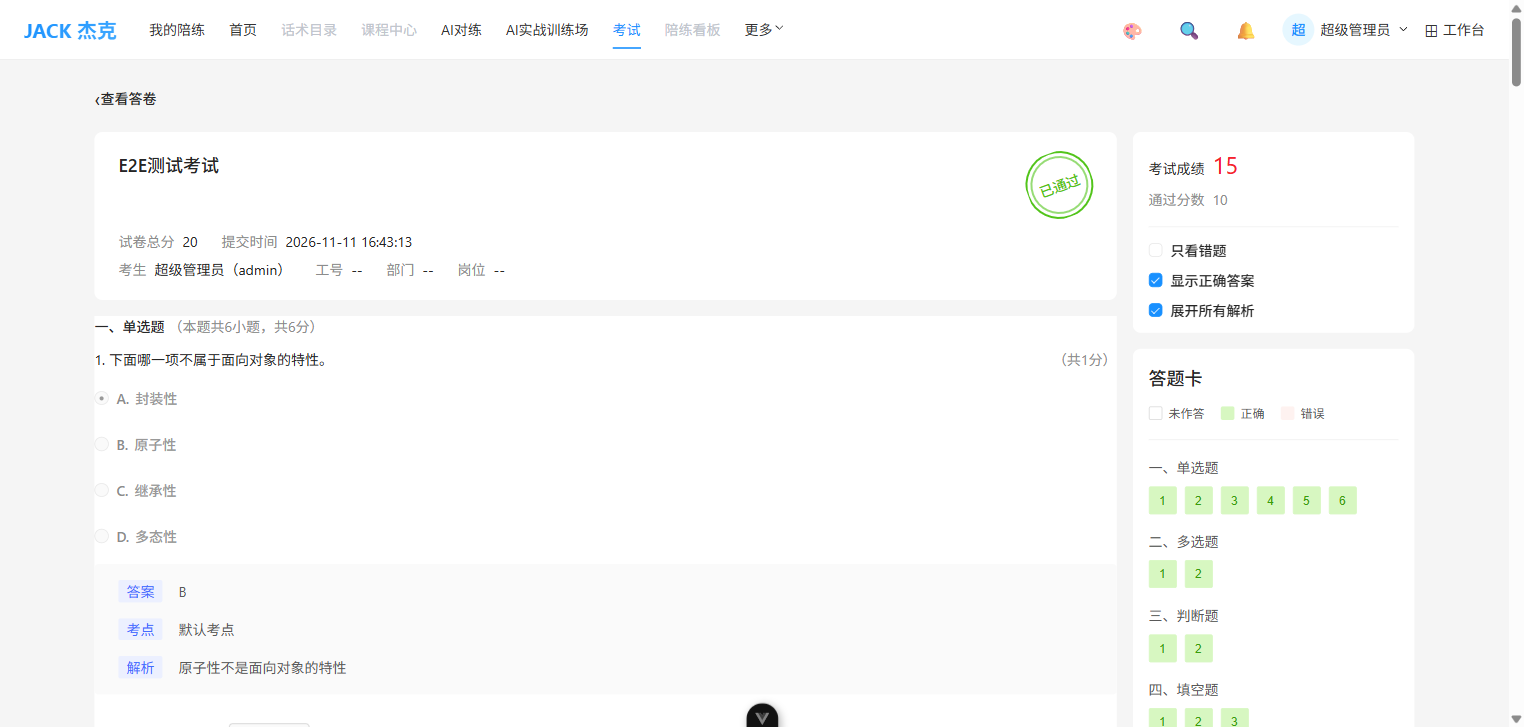 JACK 杰克 我的陪练 首页 话术目录 课程中心 AI对练 AI实战训练场 考试 陪练看板 更多 超 超级管理员 工作台
‹查看答卷
E2E测试考试
已通过
试卷总分 20 提交时间 2026-11-11 16:43:13
考生 超级管理员（admin） 工号 -- 部门 -- 岗位 --
一、单选题 （本题共6小题，共6分）
1. 下面哪一项不属于面向对象的特性。 （共1分）
A. 封装性
B. 原子性
C. 继承性
D. 多态性
答案 B
考点 默认考点
解析 原子性不是面向对象的特性
考试成绩 15
通过分数 10
只看错题
显示正确答案
展开所有解析
答题卡
未作答 正确 错误
一、单选题
1 2 3 4 5 6
二、多选题
1 2
三、判断题
1 2
四、填空题
1 2 3